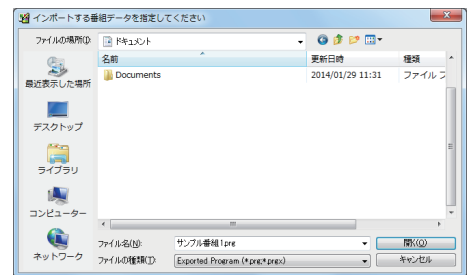 インポートする番組データを指定してください
ファイルの場所(I):
ドキュメント
名前
更新日時
種類
Documents
2014/01/29 11:31
ファイル フ
最近表示した場所
デスクトップ
ライブラリ
コンピューター
ネットワーク
ファイル名(N):
サンプル番組1.pre
開く(O)
ファイルの種類(T):
Exported Program (*.pre;*.prex)
キャンセル